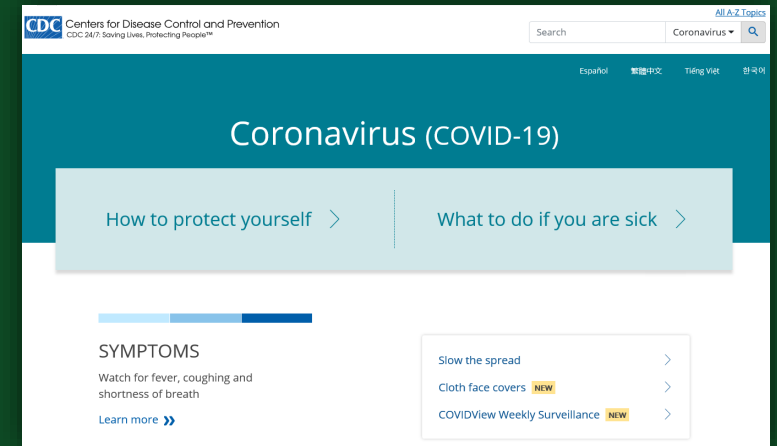 All A-Z Topics
CDC Centers for Disease Control and Prevention
CDC 24/7: Saving Lives, Protecting People™
Search
Coronavirus
Español 繁體中文 Tiếng Việt 한국어
Coronavirus (COVID-19)
How to protect yourself
What to do if you are sick
SYMPTOMS
Watch for fever, coughing and
shortness of breath
Learn more
Slow the spread
Cloth face covers NEW
COVIDView Weekly Surveillance NEW